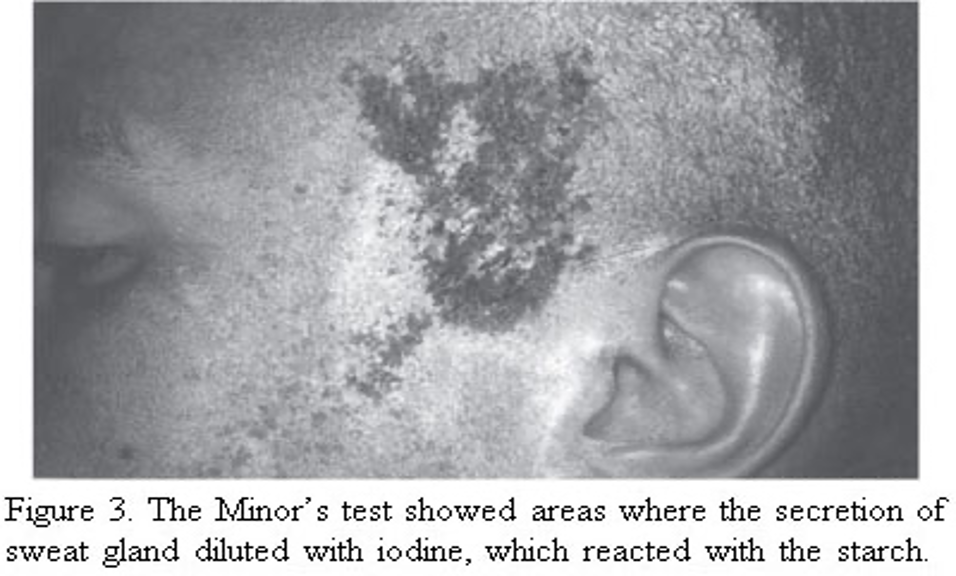 Figure 3. The Minor's test showed areas where the secretion of
sweat gland diluted with iodine, which reacted with the starch.